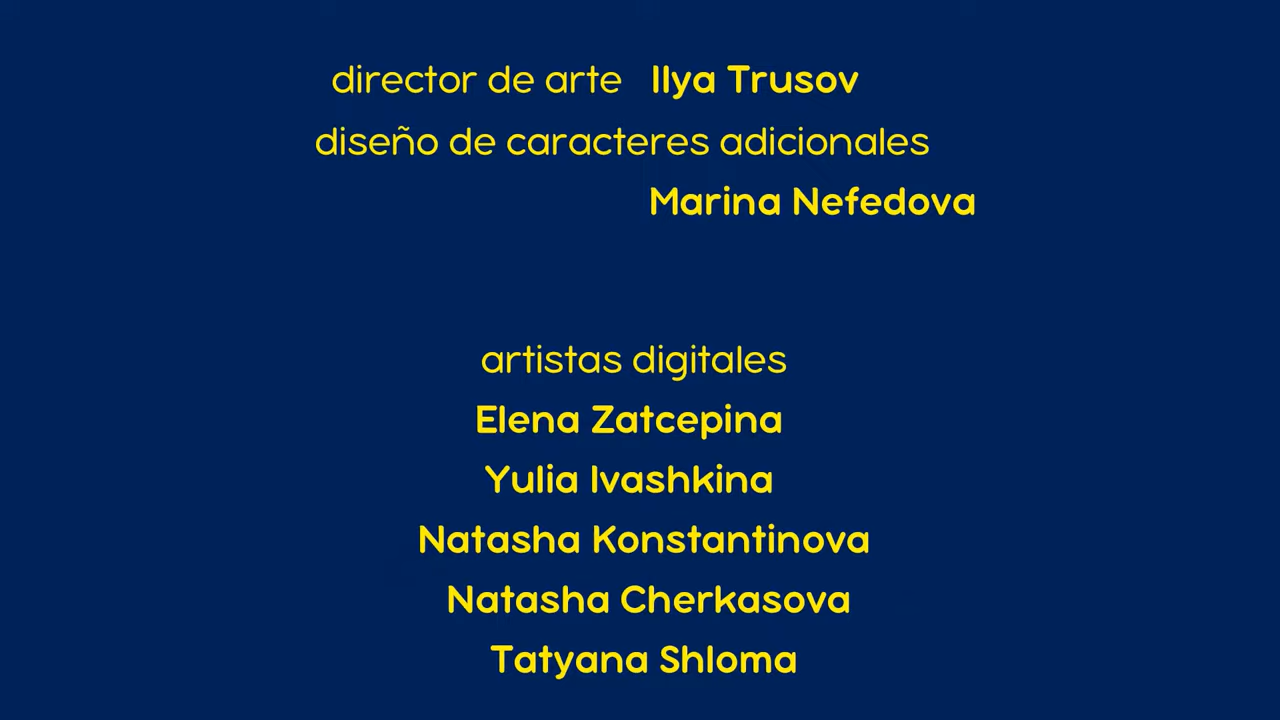 director de arte Ilya Trusov
diseño de caracteres adicionales
Marina Nefedova
artistas digitales
Elena Zatcepina
Yulia Ivashkina
Natasha Konstantinova
Natasha Cherkasova
Tatyana Shloma